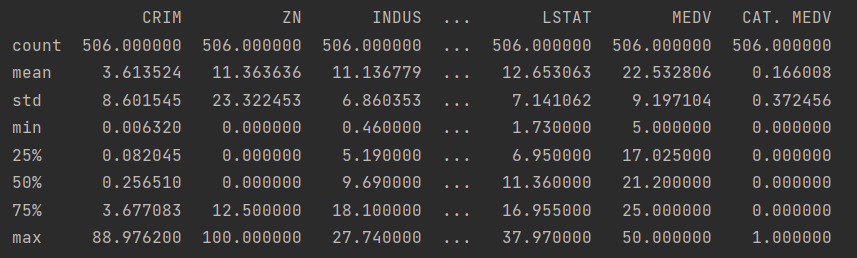 CRIM ZN INDUS ... LSTAT MEDV CAT. MEDV
count 506.000000 506.000000 506.000000 ... 506.000000 506.000000 506.000000
mean 3.613524 11.363636 11.136779 ... 12.653063 22.532806 0.166008
std 8.601545 23.322453 6.860353 ... 7.141062 9.197104 0.372456
min 0.006320 0.000000 0.460000 ... 1.730000 5.000000 0.000000
25% 0.082045 0.000000 5.190000 ... 6.950000 17.025000 0.000000
50% 0.256510 0.000000 9.690000 ... 11.360000 21.200000 0.000000
75% 3.677083 12.500000 18.100000 ... 16.955000 25.000000 0.000000
max 88.976200 100.000000 27.740000 ... 37.970000 50.000000 1.000000